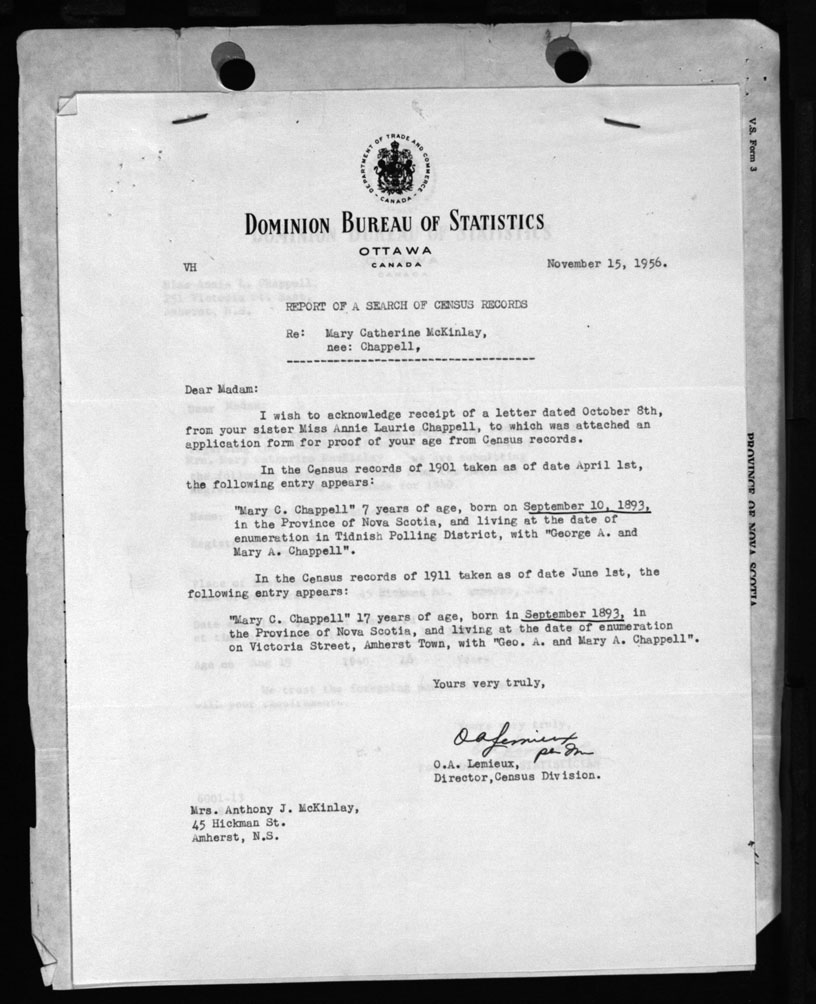 DEPARTMENT OF TRADE AND COMMERCE
- CANADA -
DOMINION BUREAU OF STATISTICS
OTTAWA
CANADA
VH
November 15, 1956.
REPORT OF A SEARCH OF CENSUS RECORDS
Re: Mary Catherine McKinlay,
nee: Chappell,
Dear Madam:
I wish to acknowledge receipt of a letter dated October 8th,
from your sister Miss Annie Laurie Chappell, to which was attached an
application form for proof of your age from Census records.
In the Census records of 1901 taken as of date April 1st,
the following entry appears:
"Mary C. Chappell" 7 years of age, born on September 10, 1893,
in the Province of Nova Scotia, and living at the date of
enumeration in Tidnish Polling District, with "George A. and
Mary A. Chappell".
In the Census records of 1911 taken as of date June 1st, the
following entry appears:
"Mary C. Chappell" 17 years of age, born in September 1893, in
the Province of Nova Scotia, and living at the date of enumeration
on Victoria Street, Amherst Town, with "Geo. A. and Mary A. Chappell".
Yours very truly,
O A Lemieux
per
O.A. Lemieux,
Director,Census Division.
Mrs. Anthony J. McKinlay,
45 Hickman St.
Amherst, N.S.
V.S. Form 3
PROVINCE OF NOVA SCOTIA